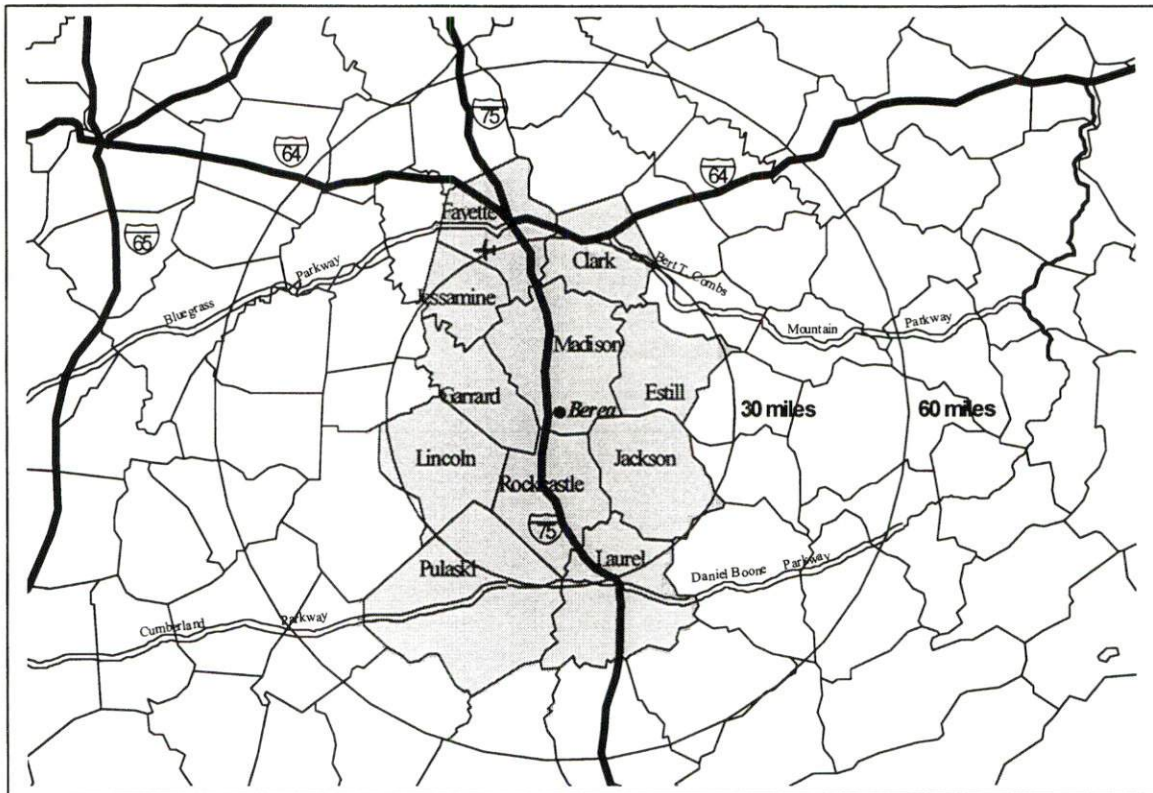 75
64
64
Fayette
65
Clark
Bert T. Combs
Parkway
Jessamine
Bluegrass
Mountain
Parkway
Madison
Estill
Garrard
Berea
30 miles
60 miles
Lincoln
Jackson
Rockcastle
75
Laurel
Pulaski
Daniel Boone
Parkway
Cumberland
Parkway